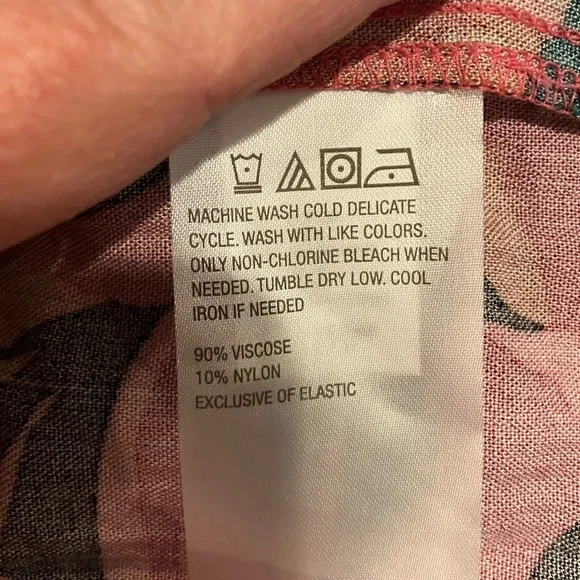 MACHINE WASH COLD DELICATE
CYCLE. WASH WITH LIKE COLORS.
ONLY NON-CHLORINE BLEACH WHEN
NEEDED. TUMBLE DRY LOW. COOL
IRON IF NEEDED
90% VISCOSE
10% NYLON
EXCLUSIVE OF ELASTIC